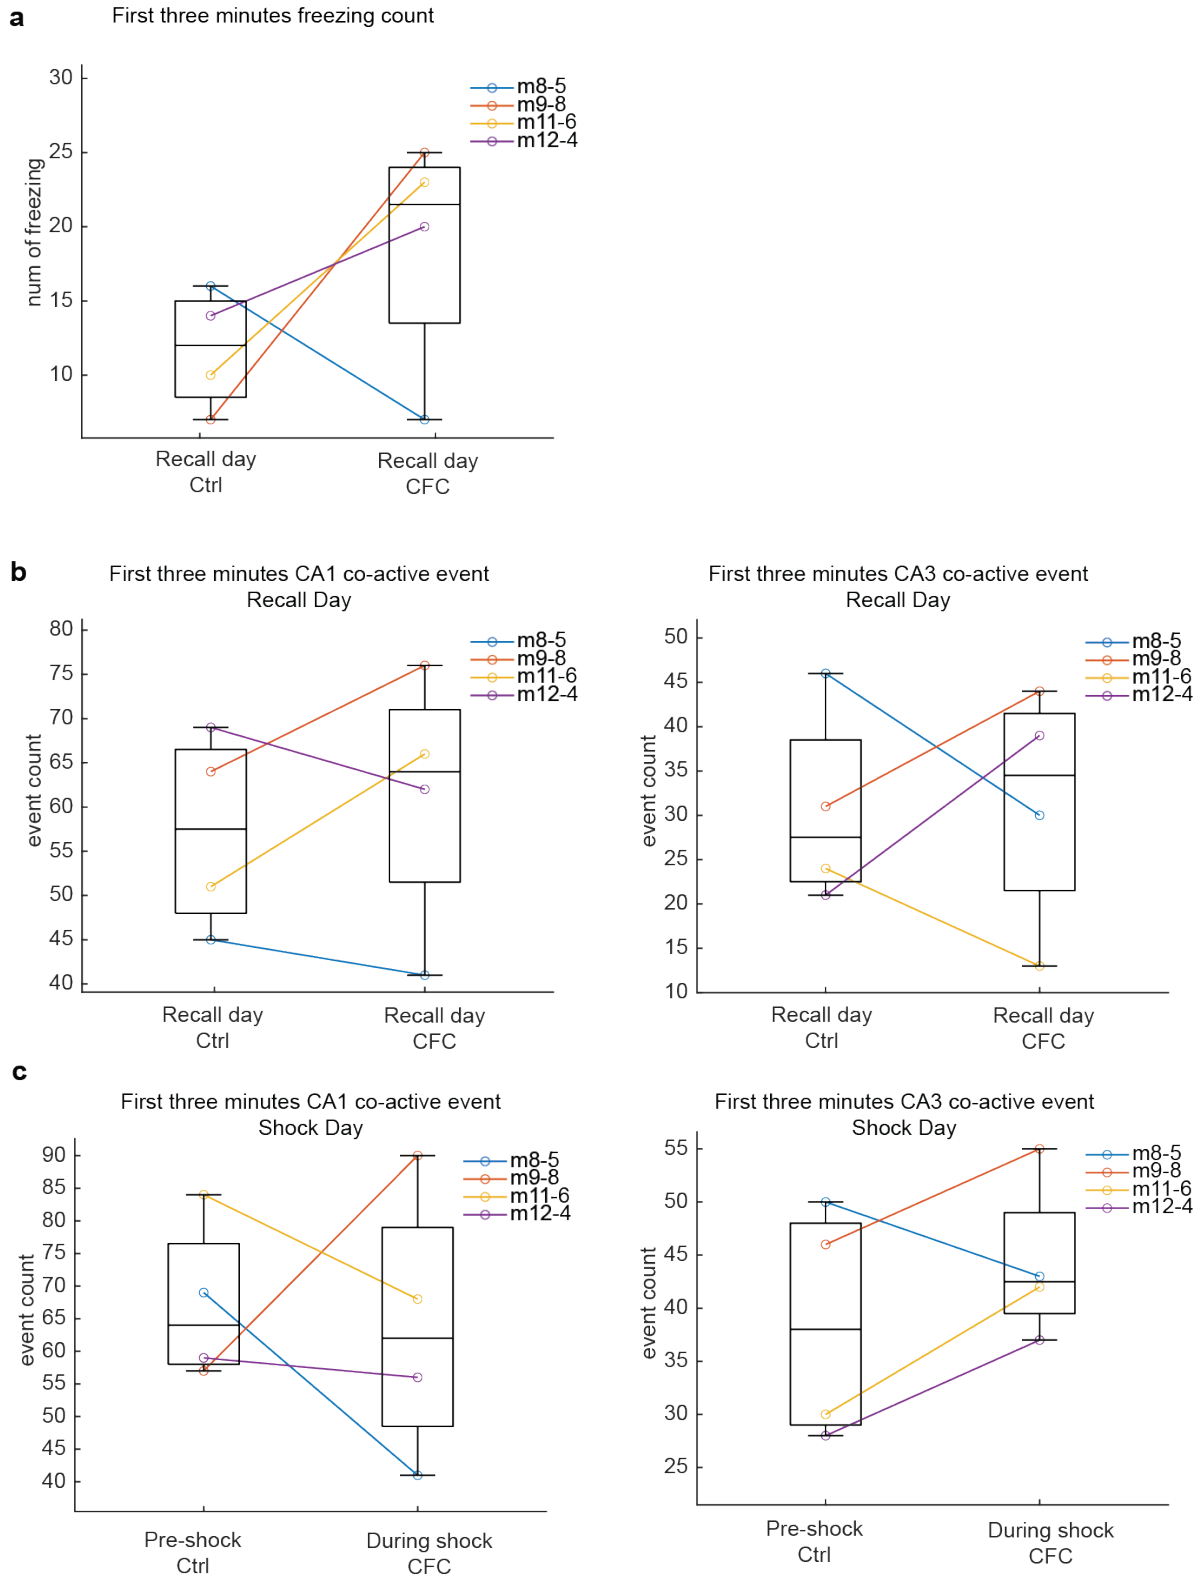 a
First three minutes freezing count
30
25
20
15
10
num of freezing
m8-5
m9-8
m11-6
m12-4
Recall day
Ctrl
Recall day
CFC
b
First three minutes CA1 co-active event
Recall Day
80
75
70
65
60
55
50
45
40
event count
m8-5
m9-8
m11-6
m12-4
Recall day
Ctrl
Recall day
CFC
First three minutes CA3 co-active event
Recall Day
50
45
40
35
30
25
20
15
10
event count
m8-5
m9-8
m11-6
m12-4
Recall day
Ctrl
Recall day
CFC
c
First three minutes CA1 co-active event
Shock Day
90
85
80
75
70
65
60
55
50
45
40
event count
m8-5
m9-8
m11-6
m12-4
Pre-shock
Ctrl
During shock
CFC
First three minutes CA3 co-active event
Shock Day
55
50
45
40
35
30
25
event count
m8-5
m9-8
m11-6
m12-4
Pre-shock
Ctrl
During shock
CFC